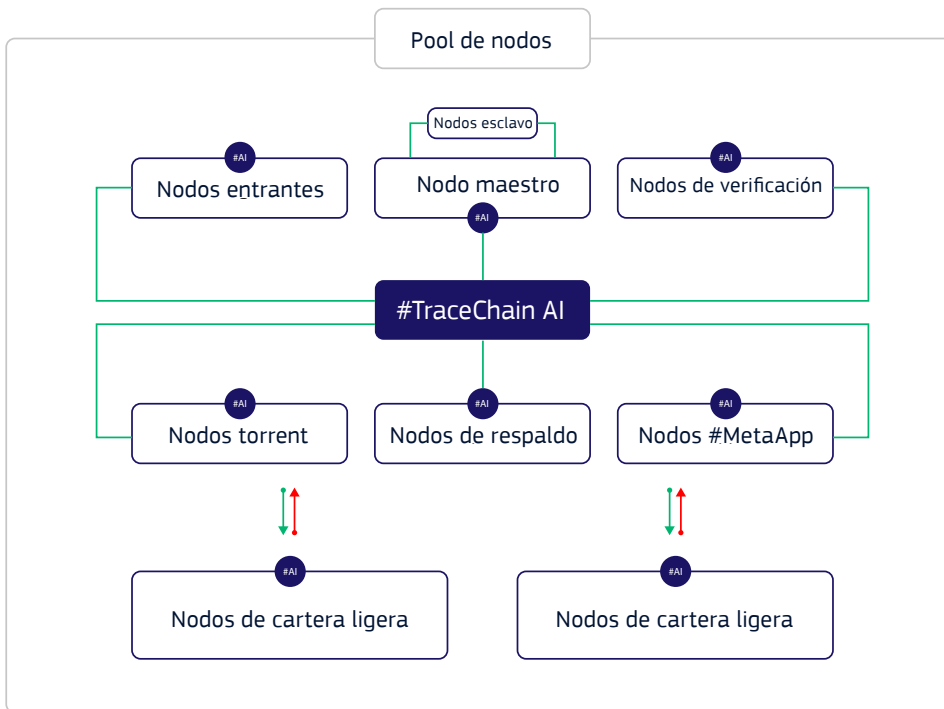 Pool de nodos
Nodos esclavo
#AI
#AI
Nodos entrantes
Nodo maestro
Nodos de verificación
#AI
#TraceChain AI
#AI
#AI
#AI
Nodos torrent
Nodos de respaldo
Nodos #MetaApp
#AI
#AI
Nodos de cartera ligera
Nodos de cartera ligera